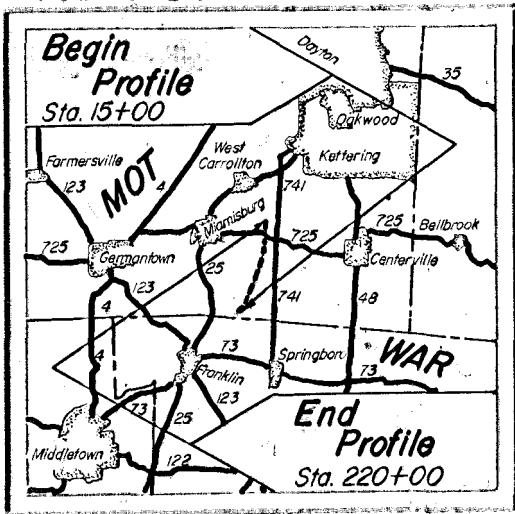 Begin
Profile
Sta. 15+00
Dayton
35
Oakwood
Kettering
Farmersville
123
MOT
4
West
Carrollton
741
Miamisburg
725
Germantown
725
725
Bellbrook
Centerville
123
25
4
741
48
4
73
Springboro
WAR
73
Franklin
73
123
25
Middletown
122
End
Profile
Sta. 220+00